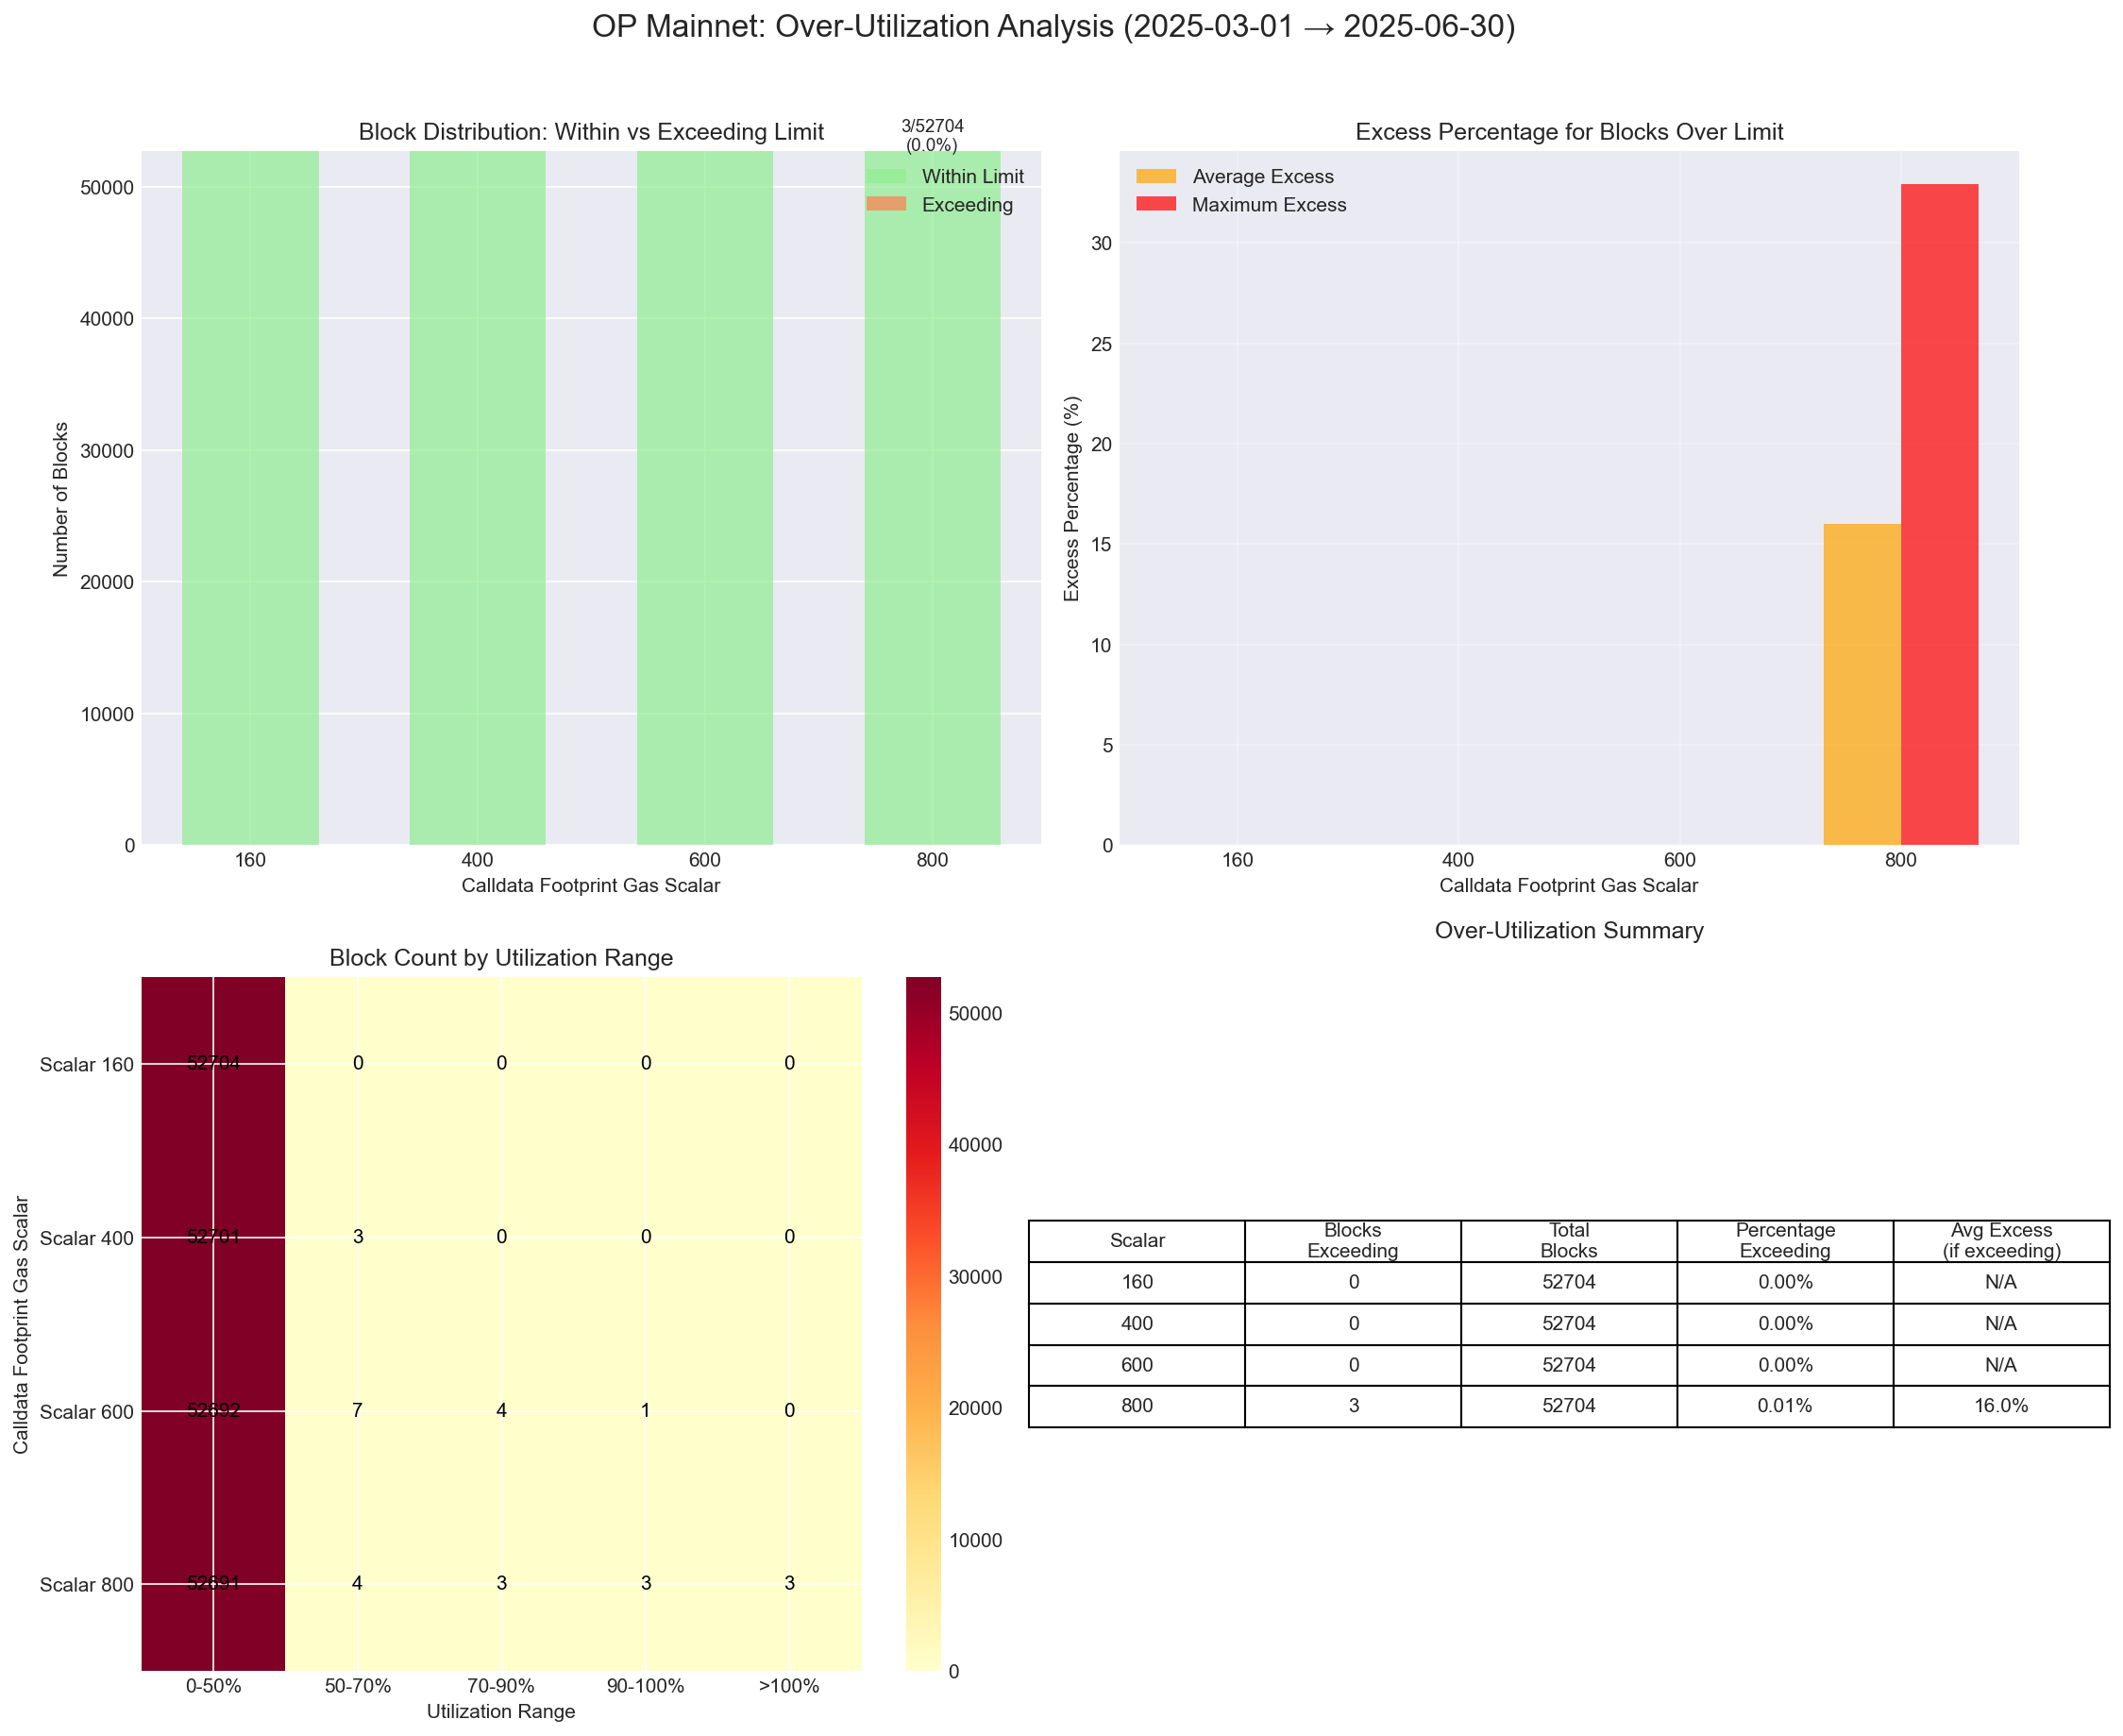 OP Mainnet: Over-Utilization Analysis (2025-03-01 → 2025-06-30)
Block Distribution: Within vs Exceeding Limit
3/52704
(0.0%)
Within Limit
Exceeding
50000
40000
30000
20000
10000
0
Number of Blocks
160 400 600 800
Calldata Footprint Gas Scalar
Excess Percentage for Blocks Over Limit
Average Excess
Maximum Excess
30
25
20
15
10
5
0
Excess Percentage (%)
160 400 600 800
Calldata Footprint Gas Scalar
Block Count by Utilization Range
Calldata Footprint Gas Scalar
Scalar 160 52704 0 0 0 0
Scalar 400 52701 3 0 0 0
Scalar 600 52692 7 4 1 0
Scalar 800 52691 4 3 3 3
0-50% 50-70% 70-90% 90-100% >100%
Utilization Range
50000
40000
30000
20000
10000
0
Over-Utilization Summary
Scalar Blocks Exceeding Total Blocks Percentage Exceeding Avg Excess (if exceeding)
160 0 52704 0.00% N/A
400 0 52704 0.00% N/A
600 0 52704 0.00% N/A
800 3 52704 0.01% 16.0%